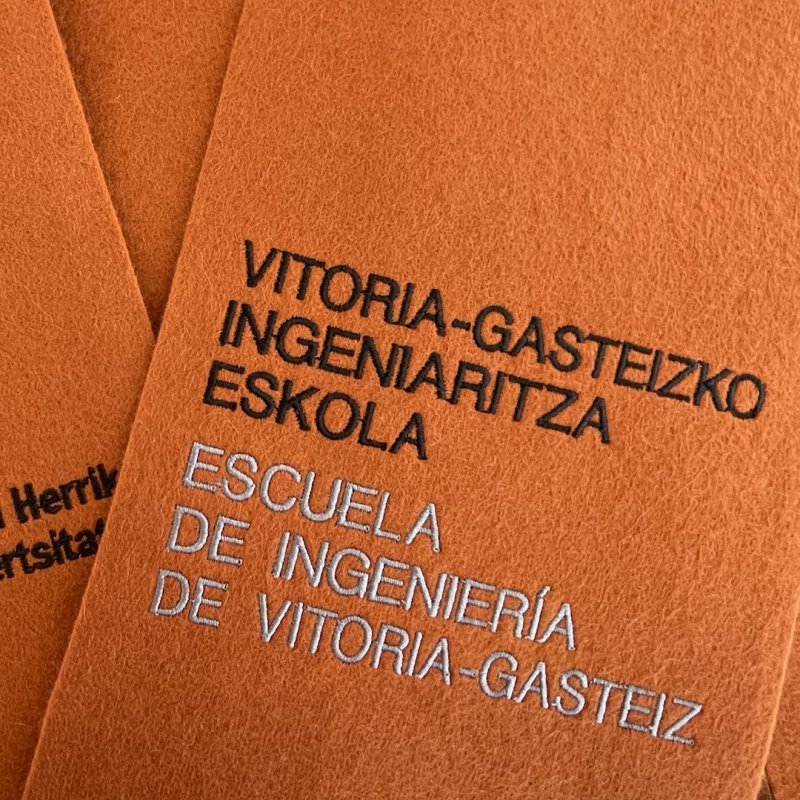 VITORIA-GASTEIZKO
INGENIARITZA
ESKOLA
ESCUELA
DE INGENIERÍA
DE VITORIA-GASTEIZ